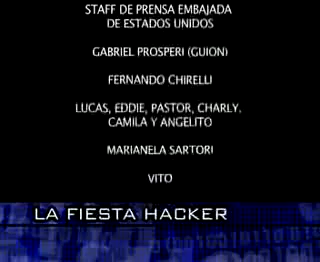 STAFF DE PRENSA EMBAJADA
DE ESTADOS UNIDOS
GABRIEL PROSPERI (GUION)
FERNANDO CHIRELLI
LUCAS, EDDIE, PASTOR, CHARLY,
CAMILA Y ANGELITO
MARIANELA SARTORI
VITO
LA FIESTA HACKER